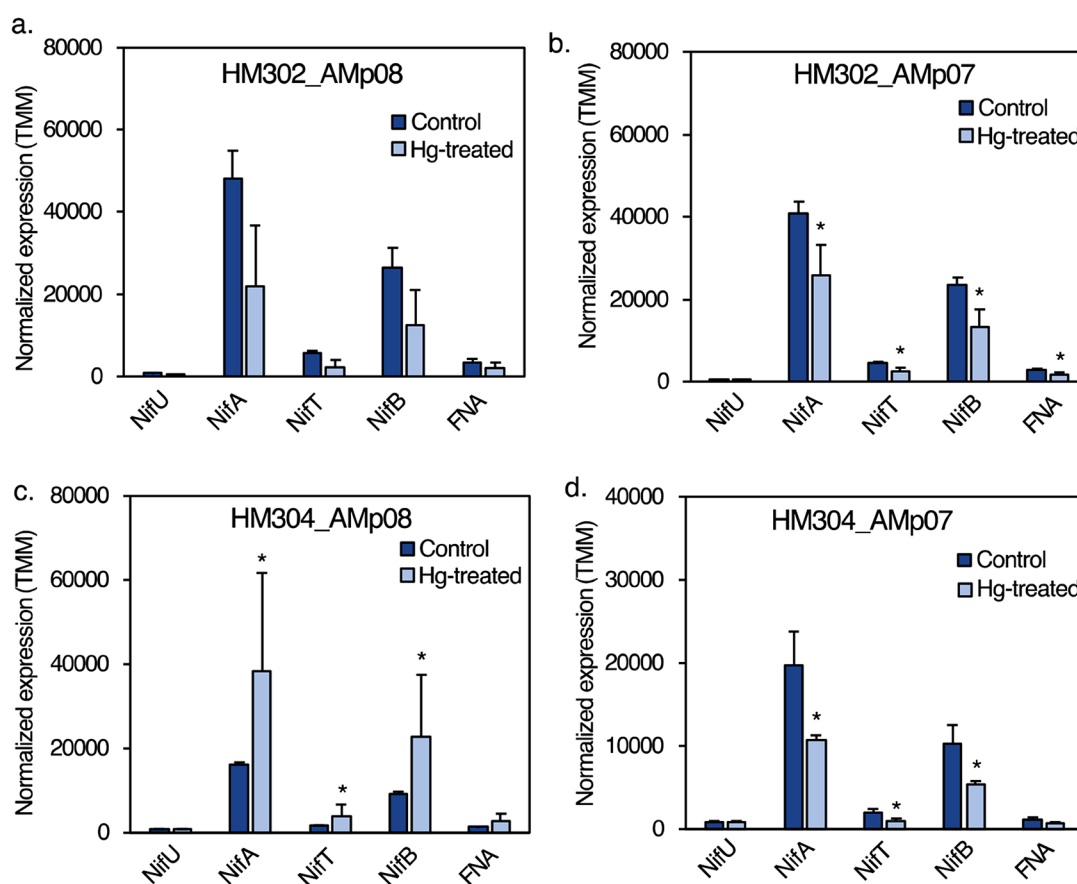 a.
HM302_AMp08
Normalized expression (TMM)
80000
60000
40000
20000
0
Control
Hg-treated
NifU
NifA
NifT
NifB
FNA
b.
HM302_AMp07
Normalized expression (TMM)
80000
60000
40000
20000
0
Control
Hg-treated
*
*
*
*
NifU
NifA
NifT
NifB
FNA
c.
HM304_AMp08
Normalized expression (TMM)
80000
60000
40000
20000
0
Control
Hg-treated
*
*
*
NifU
NifA
NifT
NifB
FNA
d.
HM304_AMp07
Normalized expression (TMM)
40000
30000
20000
10000
0
Control
Hg-treated
*
*
*
NifU
NifA
NifT
NifB
FNA